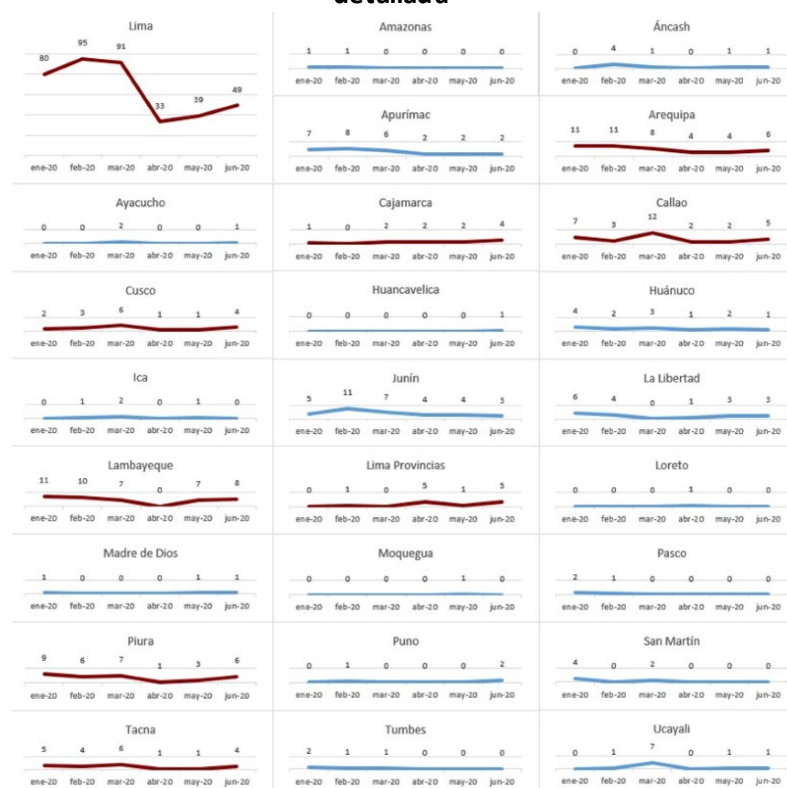 detallada
Lima
80 95 91 33 39 49
ene-20 feb-20 mar-20 abr-20 may-20 jun-20
Amazonas
1 1 0 0 0 0
ene-20 feb-20 mar-20 abr-20 may-20 jun-20
Áncash
0 4 1 0 1 1
ene-20 feb-20 mar-20 abr-20 may-20 jun-20
Apurímac
7 8 6 2 2 2
ene-20 feb-20 mar-20 abr-20 may-20 jun-20
Arequipa
11 11 8 4 4 6
ene-20 feb-20 mar-20 abr-20 may-20 jun-20
Ayacucho
0 0 2 0 0 1
ene-20 feb-20 mar-20 abr-20 may-20 jun-20
Cajamarca
1 0 2 2 2 4
ene-20 feb-20 mar-20 abr-20 may-20 jun-20
Callao
7 3 12 2 2 5
ene-20 feb-20 mar-20 abr-20 may-20 jun-20
Cusco
2 3 6 1 1 4
ene-20 feb-20 mar-20 abr-20 may-20 jun-20
Huancavelica
0 0 0 0 0 1
ene-20 feb-20 mar-20 abr-20 may-20 jun-20
Huánuco
4 2 3 1 2 1
ene-20 feb-20 mar-20 abr-20 may-20 jun-20
Ica
0 1 2 0 1 0
ene-20 feb-20 mar-20 abr-20 may-20 jun-20
Junín
5 11 7 4 4 3
ene-20 feb-20 mar-20 abr-20 may-20 jun-20
La Libertad
6 4 0 1 3 3
ene-20 feb-20 mar-20 abr-20 may-20 jun-20
Lambayeque
11 10 7 0 7 8
ene-20 feb-20 mar-20 abr-20 may-20 jun-20
Lima Provincias
0 1 0 5 1 5
ene-20 feb-20 mar-20 abr-20 may-20 jun-20
Loreto
0 0 0 1 0 0
ene-20 feb-20 mar-20 abr-20 may-20 jun-20
Madre de Dios
1 0 0 0 1 1
ene-20 feb-20 mar-20 abr-20 may-20 jun-20
Moquegua
0 0 0 0 1 0
ene-20 feb-20 mar-20 abr-20 may-20 jun-20
Pasco
2 1 0 0 0 0
ene-20 feb-20 mar-20 abr-20 may-20 jun-20
Piura
9 6 7 1 3 6
ene-20 feb-20 mar-20 abr-20 may-20 jun-20
Puno
0 1 0 0 0 2
ene-20 feb-20 mar-20 abr-20 may-20 jun-20
San Martín
4 0 2 0 0 0
ene-20 feb-20 mar-20 abr-20 may-20 jun-20
Tacna
5 4 6 1 1 4
ene-20 feb-20 mar-20 abr-20 may-20 jun-20
Tumbes
2 1 1 0 0 0
ene-20 feb-20 mar-20 abr-20 may-20 jun-20
Ucayali
0 1 7 0 1 1
ene-20 feb-20 mar-20 abr-20 may-20 jun-20